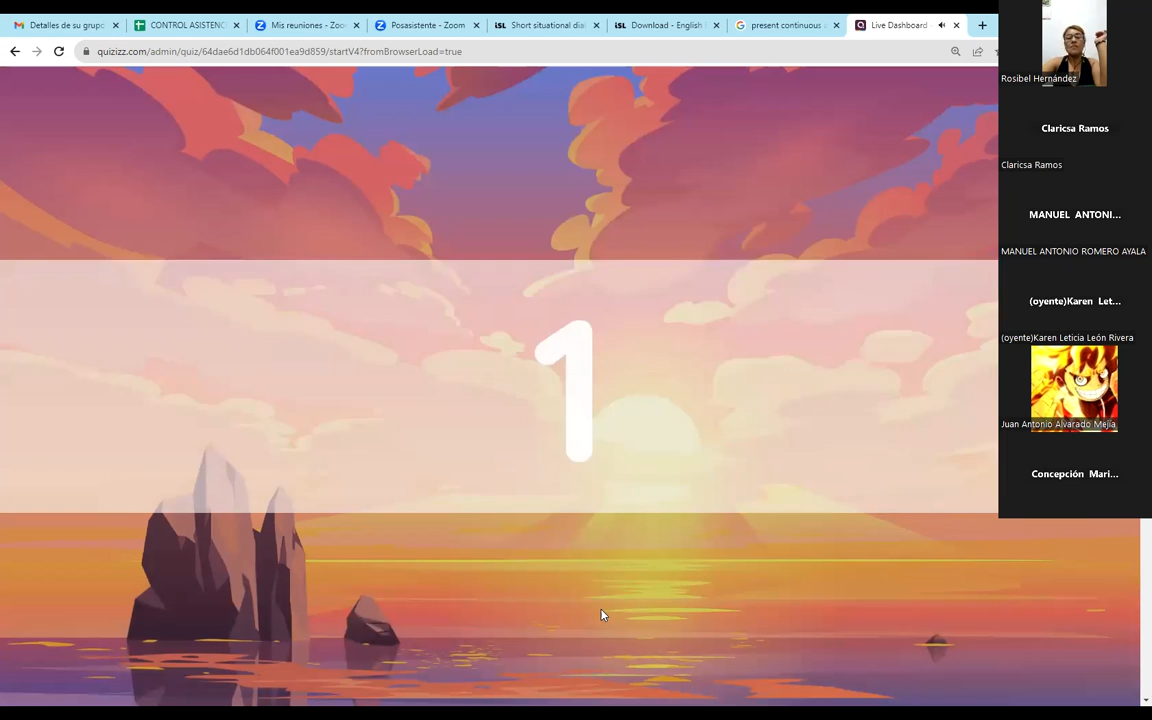 Detalles de su grupo
CONTROL ASISTENC
Mis reuniones - Zoo
Posasistente - Zoom
iSL
Short situational dia
iSL
Download - English
present continuous
Live Dashboard
quizizz.com/admin/quiz/64dae6d1db064f001ea9d859/startV4?fromBrowserLoad=true
1
Rosibel Hernández
Claricsa Ramos
Claricsa Ramos
MANUEL ANTONI...
MANUEL ANTONIO ROMERO AYALA
(oyente)Karen Let...
(oyente)Karen Leticia León Rivera
Juan Antonio Alvarado Mejía
Concepción Mari...